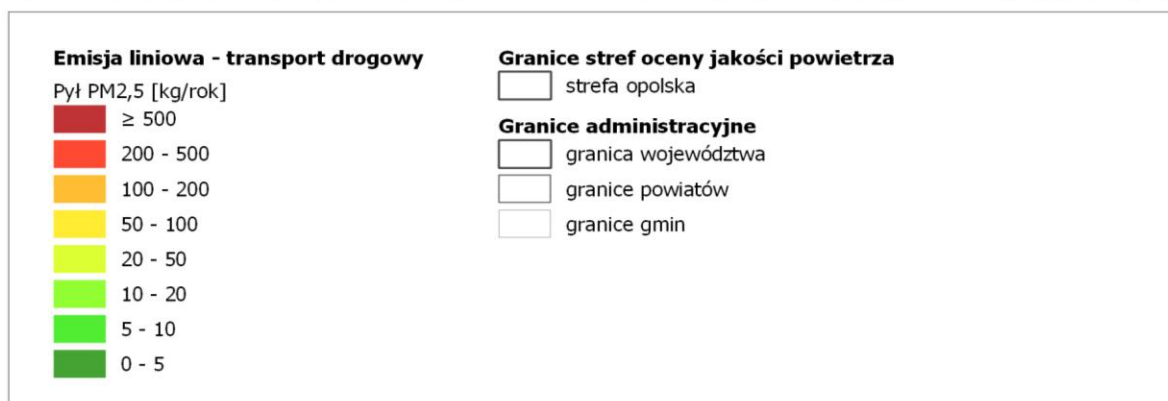 Emisja liniowa - transport drogowy
Pył PM2,5 [kg/rok]
≥ 500
200 - 500
100 - 200
50 - 100
20 - 50
10 - 20
5 - 10
0 - 5
Granice stref oceny jakości powietrza
strefa opolska
Granice administracyjne
granica województwa
granice powiatów
granice gmin